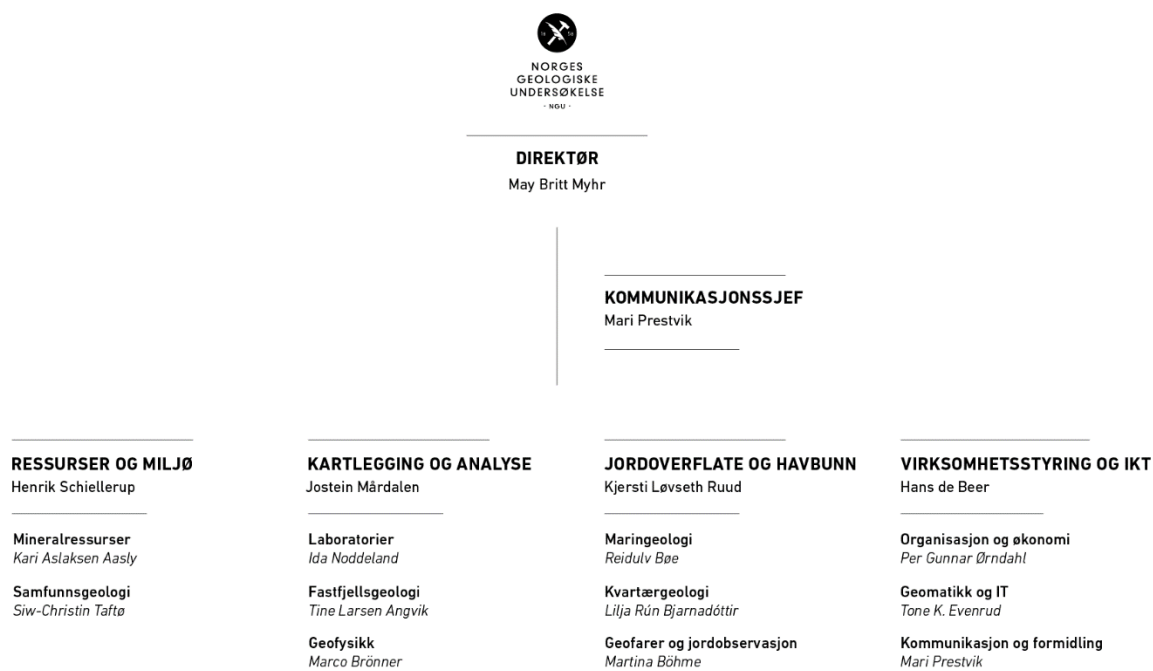 18 56
NORGES
GEOLOGISKE
UNDERSØKELSE
· NGU ·
DIREKTØR
May Britt Myhr
KOMMUNIKASJONSSJEF
Mari Prestvik
RESSURSER OG MILJØ
Henrik Schiellerup
Mineralressurser
Kari Aslaksen Aasly
Samfunnsgeologi
Siw-Christin Taftø
KARTLEGGING OG ANALYSE
Jostein Mårdalen
Laboratorier
Ida Noddeland
Fastfjellsgeologi
Tine Larsen Angvik
Geofysikk
Marco Brönner
JORDOVERFLATE OG HAVBUNN
Kjersti Løvseth Ruud
Maringeologi
Reidulv Bøe
Kvartærgeologi
Lilja Rún Bjarnadóttir
Geofarer og jordobservasjon
Martina Böhme
VIRKSOMHETSSTYRING OG IKT
Hans de Beer
Organisasjon og økonomi
Per Gunnar Ørndahl
Geomatikk og IT
Tone K. Evenrud
Kommunikasjon og formidling
Mari Prestvik